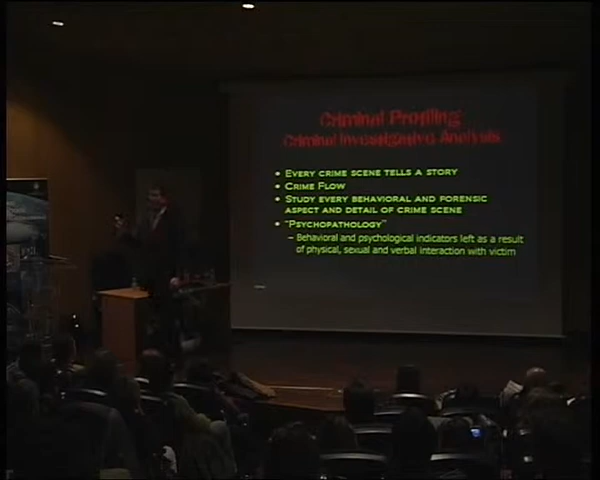 Criminal Profiling
Criminal Investigative Analysis
• EVERY CRIME SCENE TELLS A STORY
• CRIME FLOW
• STUDY EVERY BEHAVIORAL AND FORENSIC
ASPECT AND DETAIL OF CRIME SCENE
• "PSYCHOPATHOLOGY"
– Behavioral and psychological indicators left as a result
of physical, sexual and verbal interaction with victim